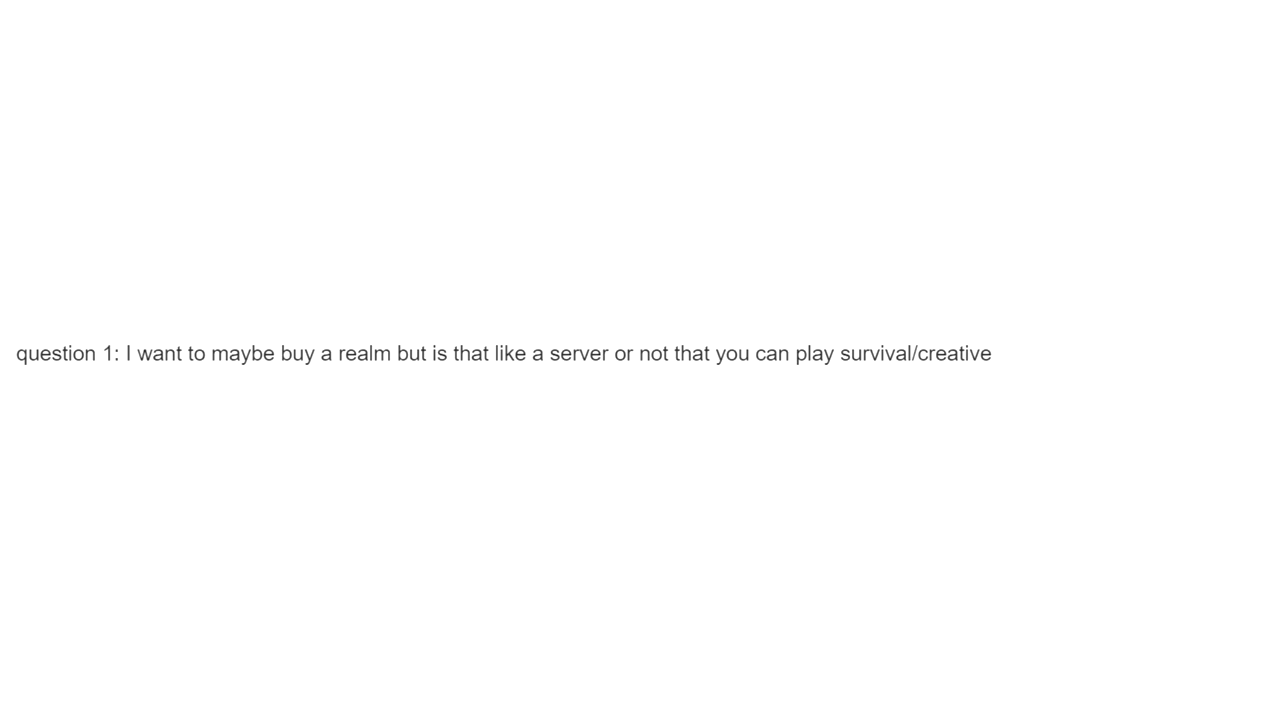 question 1: I want to maybe buy a realm but is that like a server or not that you can play survival/creative